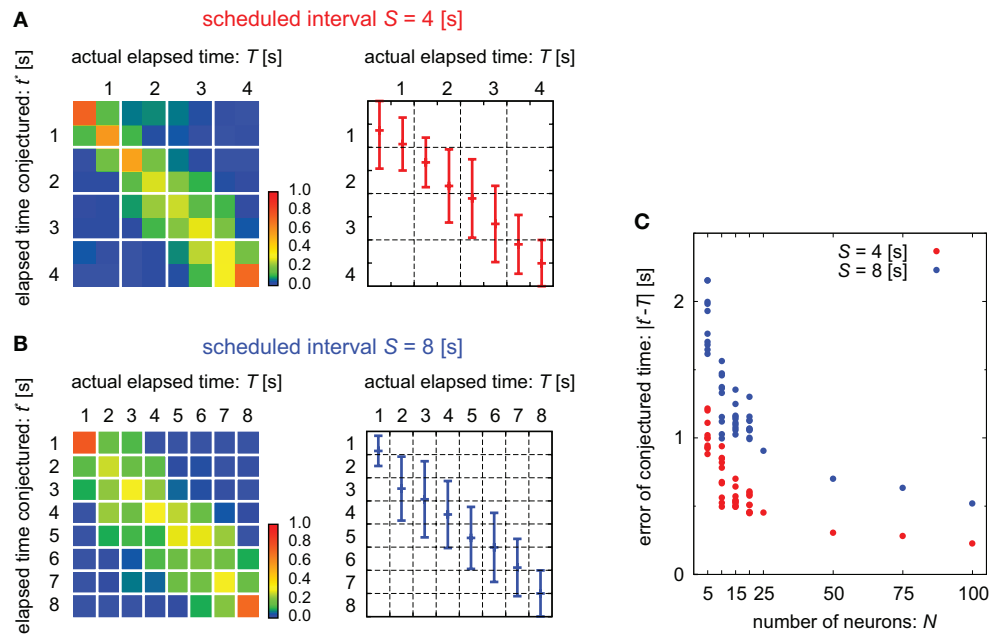 A
scheduled interval S = 4 [s]
actual elapsed time: T [s]
1 2 3 4
elapsed time conjectured: t* [s]
1
2
3
4
1.0
0.8
0.6
0.4
0.2
0.0
actual elapsed time: T [s]
1 2 3 4
1
2
3
4
B
scheduled interval S = 8 [s]
actual elapsed time: T [s]
1 2 3 4 5 6 7 8
elapsed time conjectured: t* [s]
1
2
3
4
5
6
7
8
1.0
0.8
0.6
0.4
0.2
0.0
actual elapsed time: T [s]
1 2 3 4 5 6 7 8
1
2
3
4
5
6
7
8
C
S = 4 [s]
S = 8 [s]
error of conjectured time: |t*-T| [s]
2
1
0
5 15 25 50 75 100
number of neurons: N